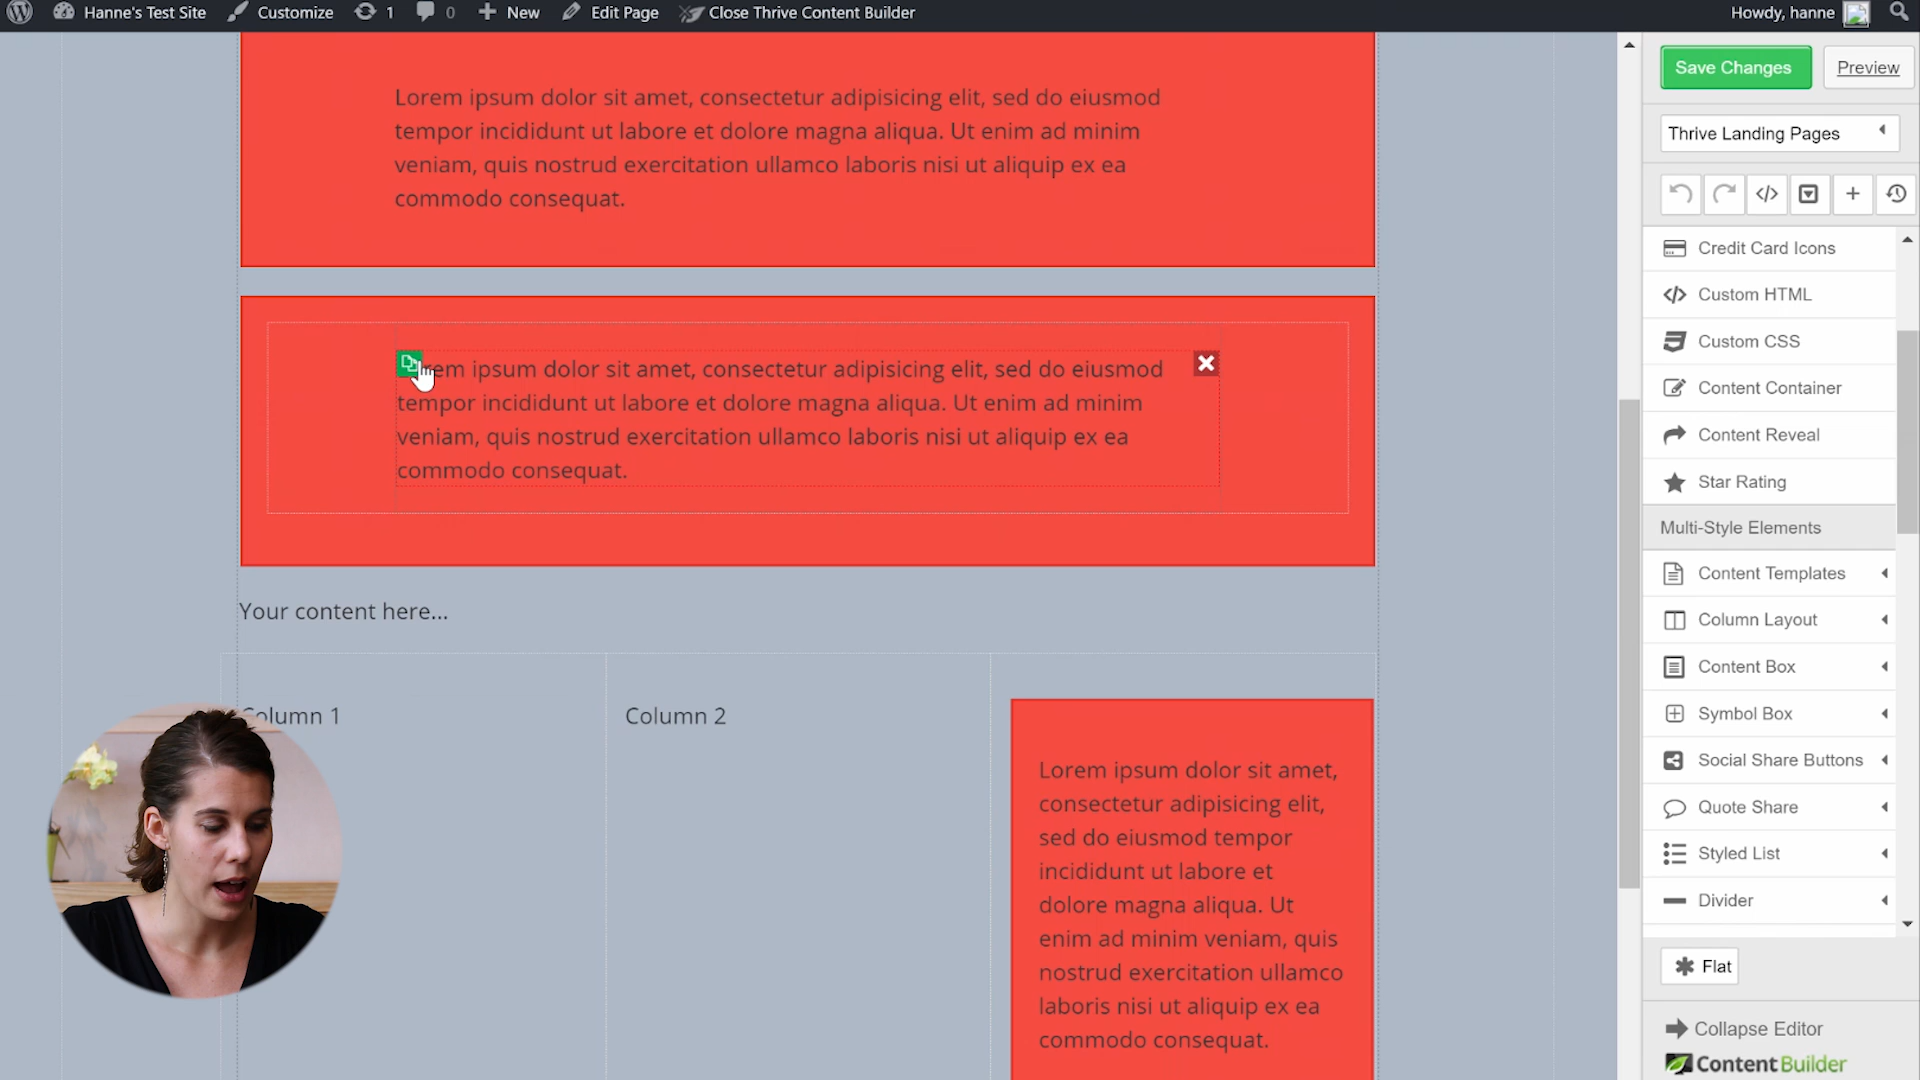 Hanne's Test Site
Customize
1
0
New
Edit Page
Close Thrive Content Builder
Howdy, hanne
Lorem ipsum dolor sit amet, consectetur adipisicing elit, sed do eiusmod
tempor incididunt ut labore et dolore magna aliqua. Ut enim ad minim
veniam, quis nostrud exercitation ullamco laboris nisi ut aliquip ex ea
commodo consequat.
rem ipsum dolor sit amet, consectetur adipisicing elit, sed do eiusmod
tempor incididunt ut labore et dolore magna aliqua. Ut enim ad minim
veniam, quis nostrud exercitation ullamco laboris nisi ut aliquip ex ea
commodo consequat.
Your content here...
Column 1
Column 2
Lorem ipsum dolor sit amet,
consectetur adipisicing elit,
sed do eiusmod tempor
incididunt ut labore et
dolore magna aliqua. Ut
enim ad minim veniam, quis
nostrud exercitation ullamco
laboris nisi ut aliquip ex ea
commodo consequat.
Save Changes
Preview
Thrive Landing Pages
Credit Card Icons
Custom HTML
Custom CSS
Content Container
Content Reveal
Star Rating
Multi-Style Elements
Content Templates
Column Layout
Content Box
Symbol Box
Social Share Buttons
Quote Share
Styled List
Divider
Flat
Collapse Editor
ContentBuilder